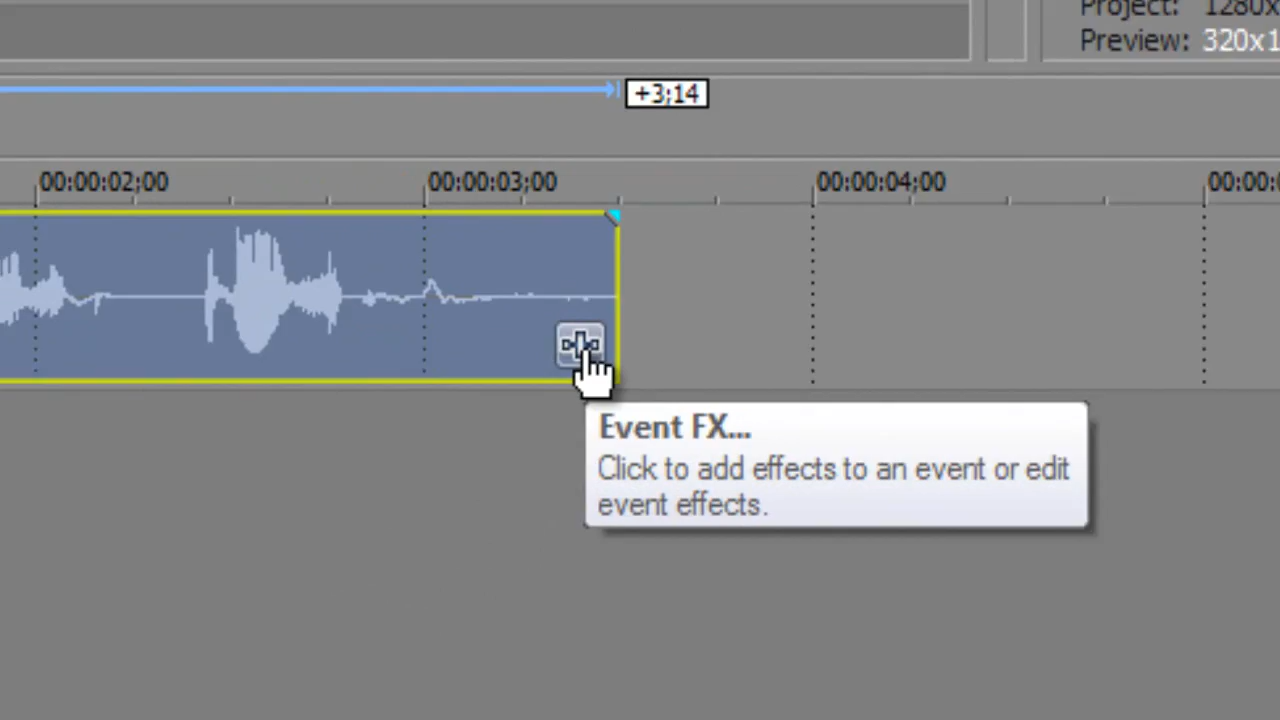 Project: 1280x
Preview: 320x1
+3;14
00:00:02;00 00:00:03;00 00:00:04;00 00:00:0
Event FX...
Click to add effects to an event or edit
event effects.